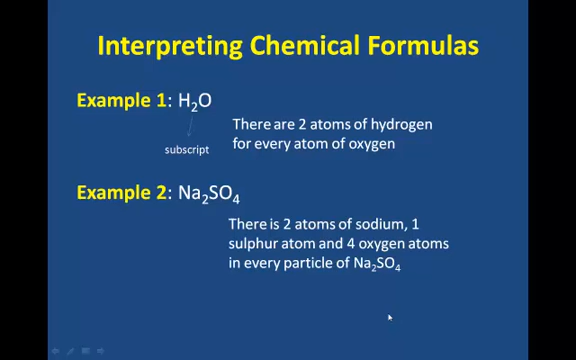 Interpreting Chemical Formulas
Example 1: H₂O
There are 2 atoms of hydrogen
for every atom of oxygen
subscript
Example 2: Na₂SO₄
There is 2 atoms of sodium, 1
sulphur atom and 4 oxygen atoms
in every particle of Na₂SO₄